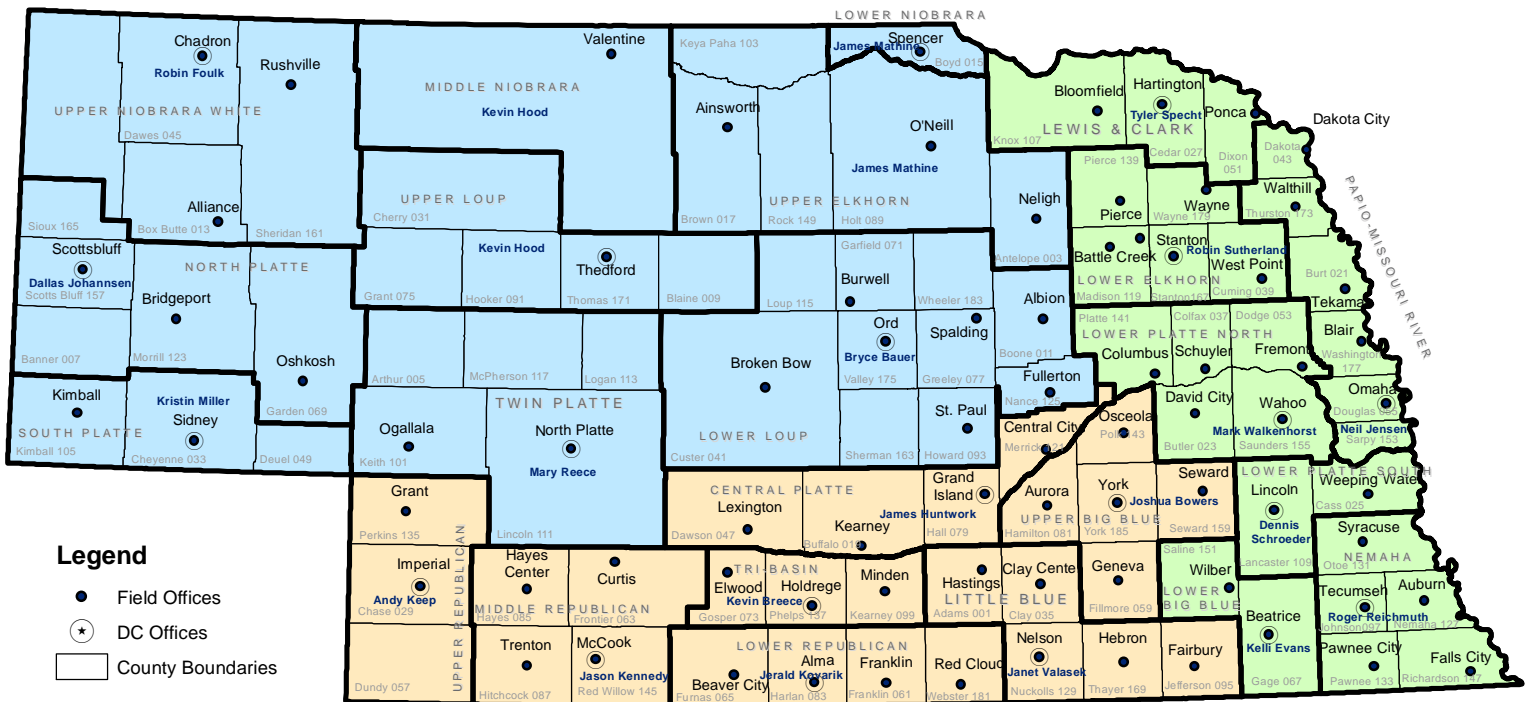 LOWER NIOBRARA
Chadron
Robin Foulk
Rushville
Valentine
Keya Paha 103
James Mathine
Spencer
Boyd 015
UPPER NIOBRARA WHITE
Dawes 045
MIDDLE NIOBRARA
Kevin Hood
Ainsworth
O'Neill
James Mathine
Bloomfield
Hartington
Tyler Specht
Ponca
LEWIS & CLARK
Knox 107
Cedar 027
Dixon
051
Dakota City
Dakota
043
Pierce 139
UPPER LOUP
Cherry 031
UPPER ELKHORN
Brown 017
Rock 149
Holt 089
Neligh
Pierce
Wayne
Wayne 179
Walthill
Thurston 173
PAPIO-MISSOURI RIVER
Sioux 165
Alliance
Box Butte 013
Sheridan 161
Scottsbluff
Dallas Johannsen
Scotts Bluff 157
NORTH PLATTE
Kevin Hood
Thedford
Garfield 071
Antelope 003
Battle Creek
Stanton
Robin Sutherland
West Point
LOWER ELKHORN
Madison 119
Stanton167
Cuming 039
Burt 021
Tekamah
Bridgeport
Grant 075
Hooker 091
Thomas 171
Blaine 009
Loup 115
Burwell
Wheeler 183
Albion
Platte 141
Colfax 037
Dodge 053
LOWER PLATTE NORTH
Blair
Washington
177
Banner 007
Morrill 123
Oshkosh
Garden 069
Arthur 005
McPherson 117
Logan 113
Broken Bow
Ord
Bryce Bauer
Valley 175
Spalding
Greeley 077
Boone 011
Columbus
Schuyler
Fremont
Fullerton
Nance 125
Kimball
SOUTH PLATTE
Kimball 105
Kristin Miller
Sidney
Cheyenne 033
Deuel 049
Ogallala
Keith 101
TWIN PLATTE
North Platte
Mary Reece
Lincoln 111
LOWER LOUP
Custer 041
Sherman 163
St. Paul
Howard 093
Central City
Merrick 121
Osceola
Polk 143
David City
Butler 023
Wahoo
Mark Walkenhorst
Saunders 155
Omaha
Douglas 055
Neil Jensen
Sarpy 153
Grant
Perkins 135
CENTRAL PLATTE
Lexington
Dawson 047
Kearney
Buffalo 019
Grand
Island
James Huntwork
Hall 079
Aurora
York
Joshua Bowers
UPPER BIG BLUE
Hamilton 081
York 185
Seward
Seward 159
LOWER PLATTE SOUTH
Lincoln
Dennis
Schroeder
Lancaster 109
Weeping Water
Cass 025
Syracuse
NEMAHA
Otoe 131
Legend
Field Offices
DC Offices
County Boundaries
Imperial
Andy Keep
Chase 029
UPPER REPUBLICAN
Dundy 057
Hayes
Center
Curtis
MIDDLE REPUBLICAN
Hayes 085
Frontier 063
TRI-BASIN
Elwood
Holdrege
Kevin Breece
Gosper 073
Phelps 137
Minden
Kearney 099
Hastings
Clay Center
LITTLE BLUE
Adams 001
Clay 035
Geneva
Fillmore 059
Saline 151
Wilber
LOWER
BIG BLUE
Tecumseh
Auburn
Roger Reichmuth
Johnson097
Nemaha 127
Trenton
Hitchcock 087
McCook
Jason Kennedy
Red Willow 145
LOWER REPUBLICAN
Beaver City
Furnas 065
Alma
Jerald Kovarik
Harlan 083
Franklin
Franklin 061
Red Cloud
Webster 181
Nelson
Janet Valasek
Nuckolls 129
Hebron
Thayer 169
Fairbury
Jefferson 095
Beatrice
Kelli Evans
Gage 067
Pawnee City
Pawnee 133
Falls City
Richardson 147